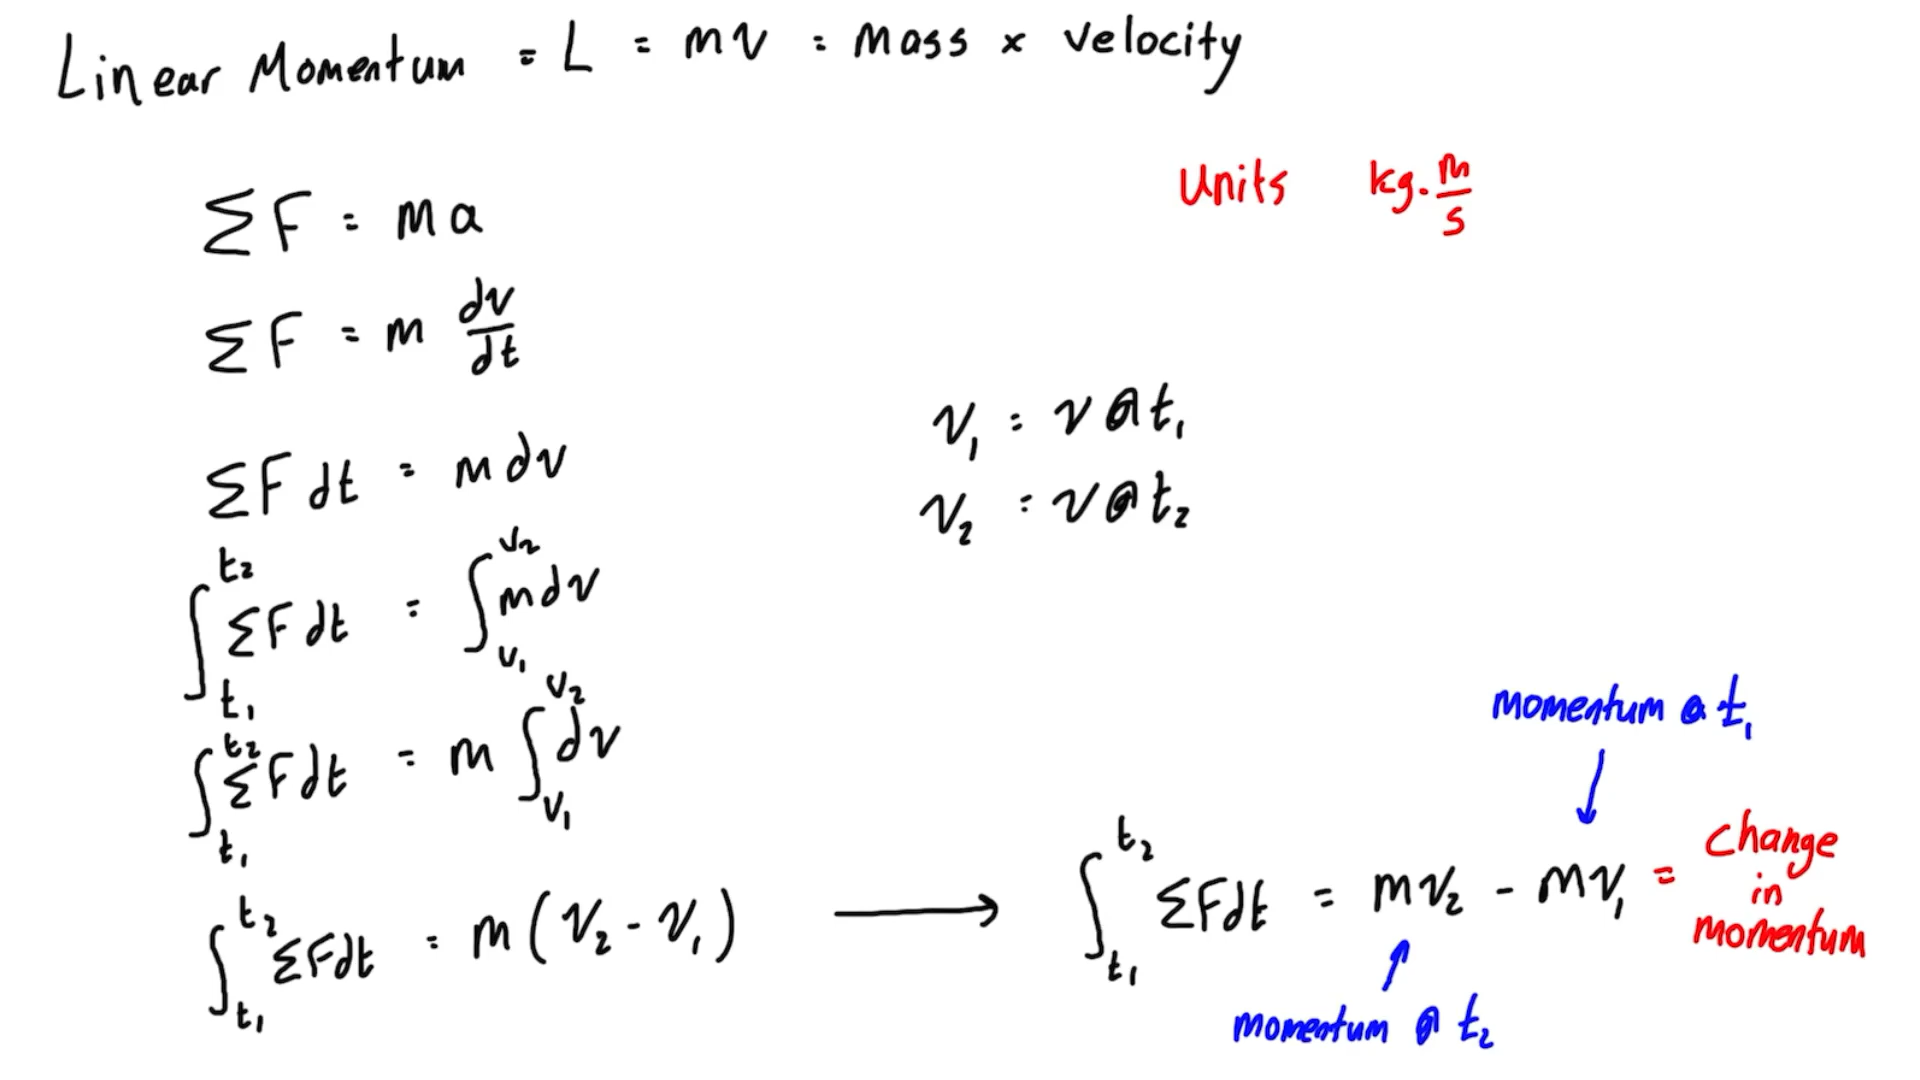 Linear Momentum = L = mv = mass × velocity
Units kg. m/s
ΣF = ma
ΣF = m dv/dt
v₁ = v @ t₁
ΣF dt = m dv
v₂ = v @ t₂
∫_{t₁}^{t₂} ΣF dt = ∫_{v₁}^{v₂} m dv
∫_{t₁}^{t₂} ΣF dt = m ∫_{v₁}^{v₂} dv
momentum @ t₁
∫_{t₁}^{t₂} ΣF dt = m(v₂ - v₁) → ∫_{t₁}^{t₂} ΣF dt = mv₂ - mv₁ =
Change
in
momentum
momentum @ t₂